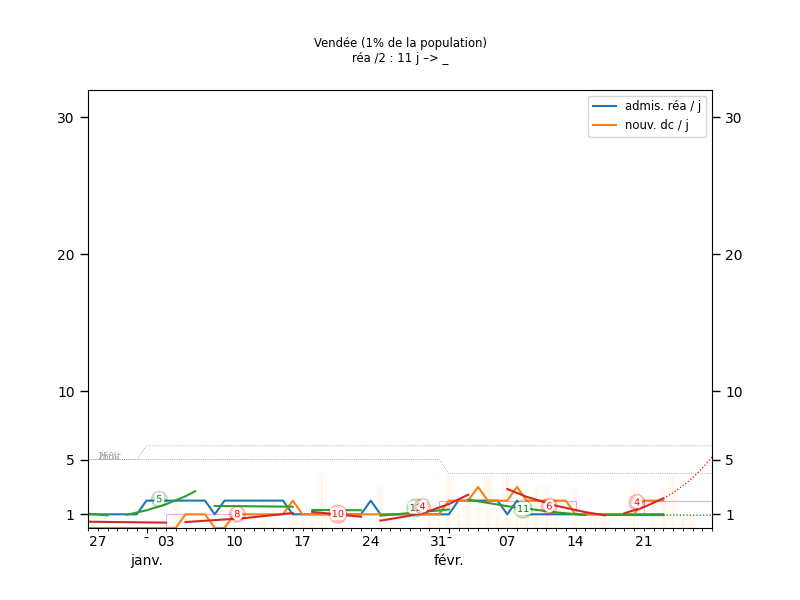 Vendée (1% de la population)
réa /2 : 11 j –> _
admis. réa / j
nouv. dc / j
30 30
20 20
10 10
5 5
1 1
5
8
10
4
11
6
4
27 - 03 10 17 24 31 - 07 14 21
janv. févr.